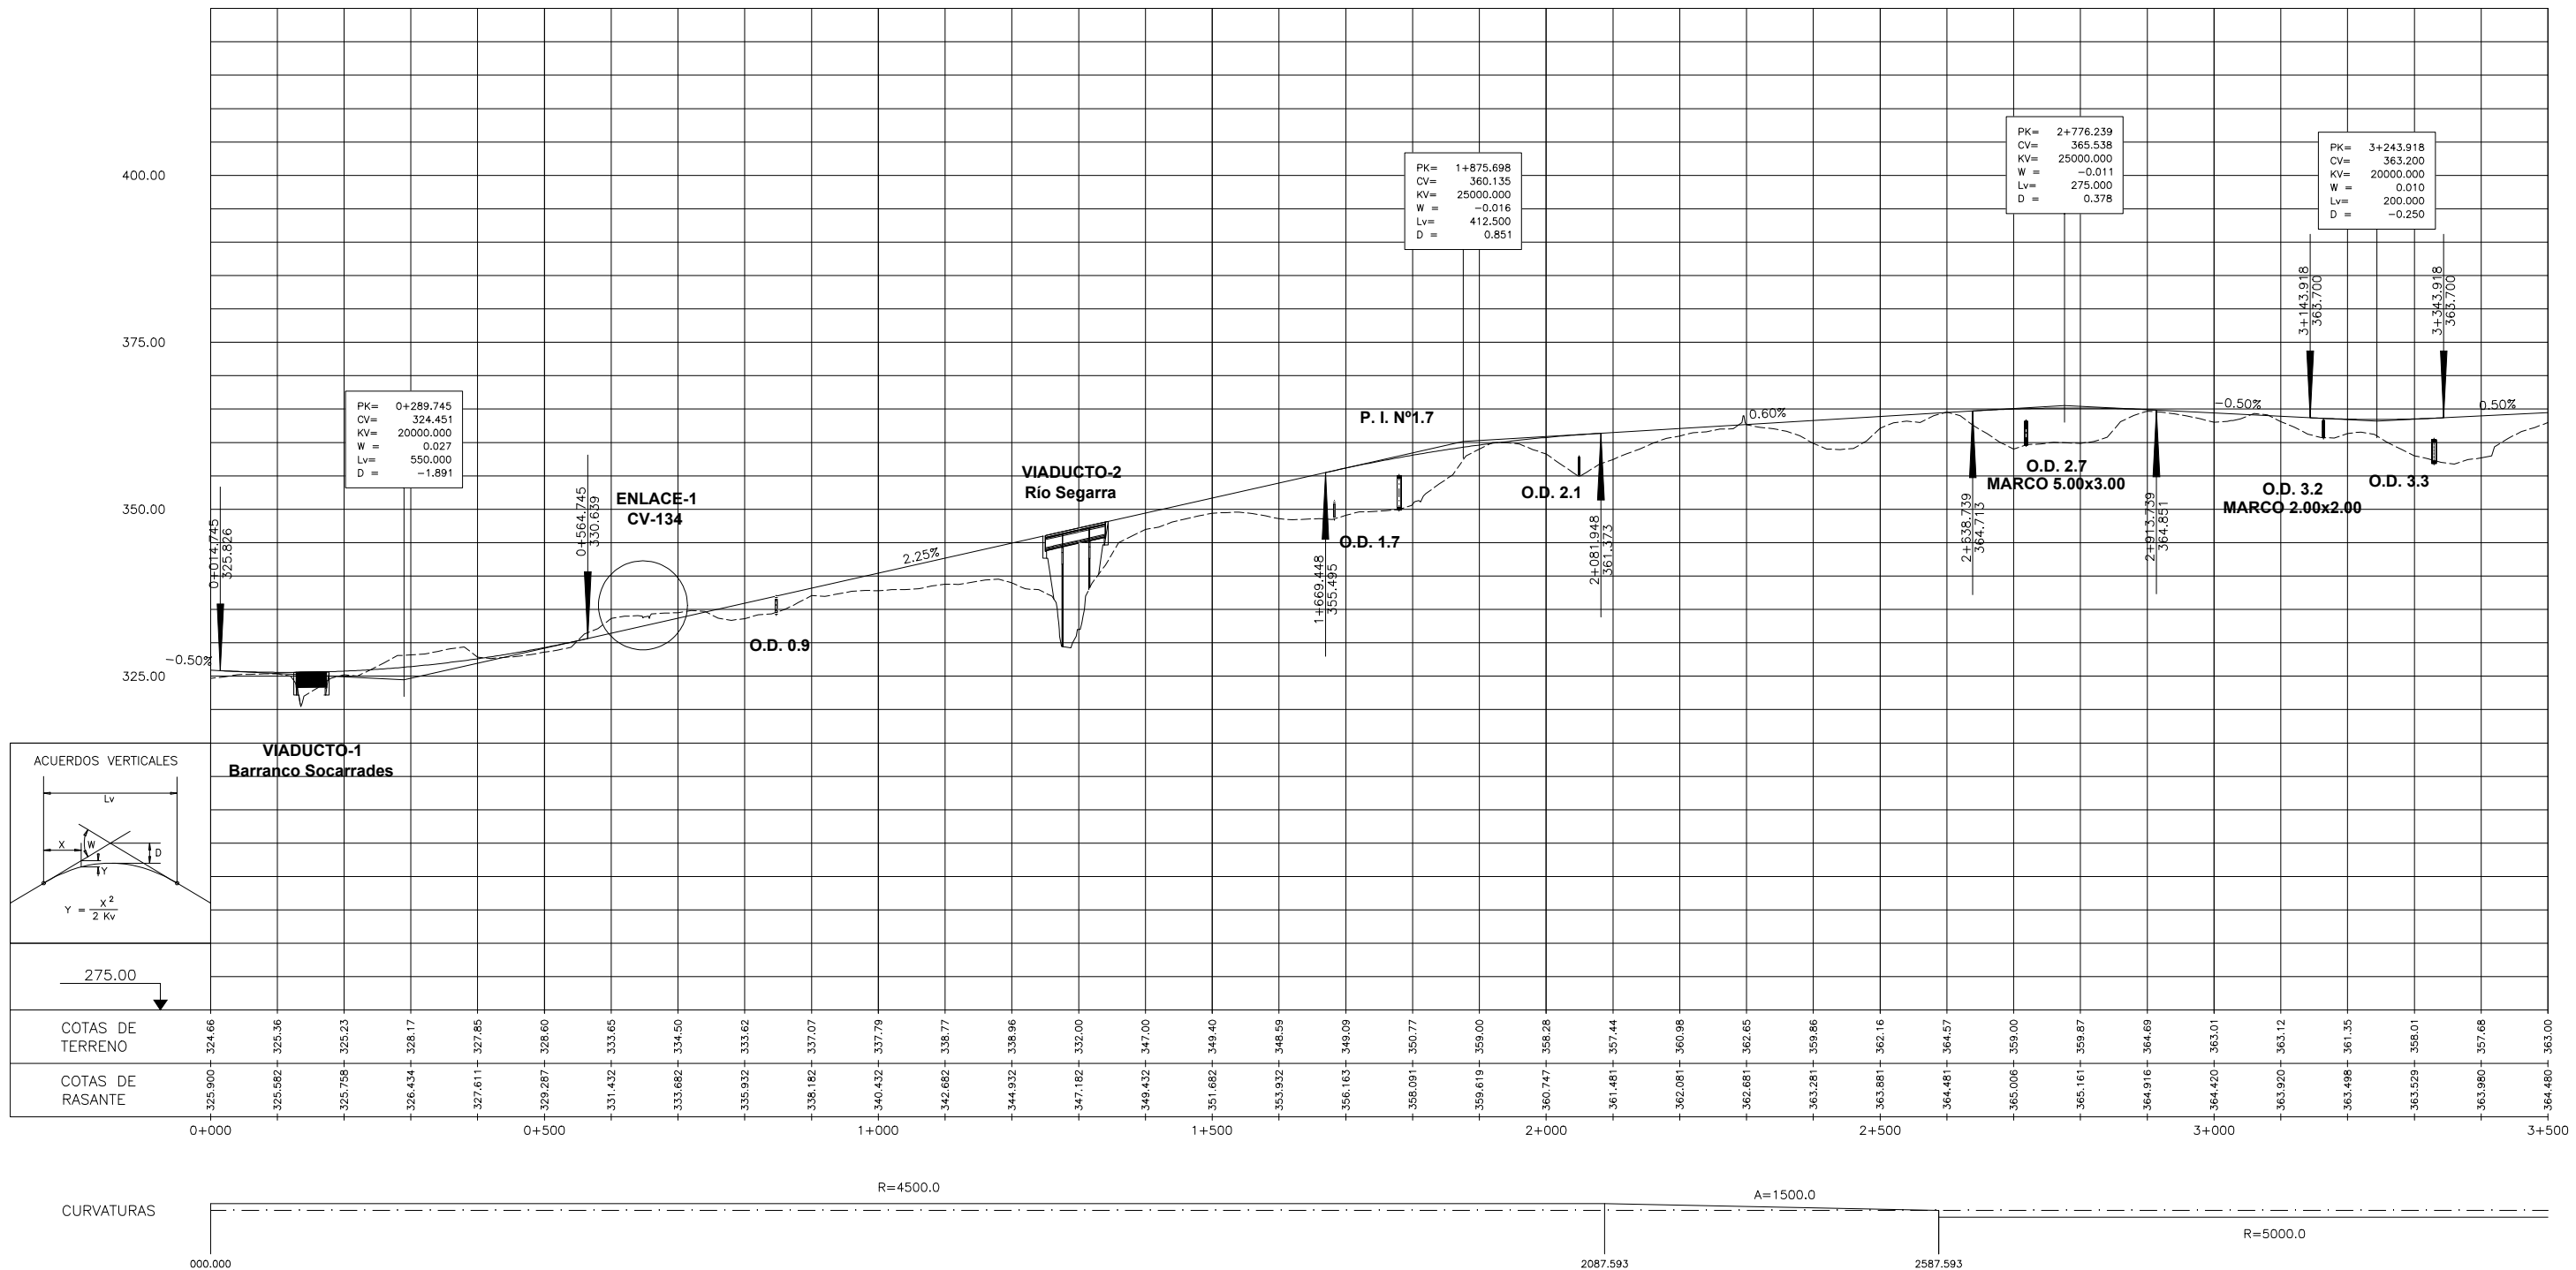 400.00
375.00
350.00
325.00
PK= 0+289.745
CV= 324.451
KV= 20000.000
W = 0.027
Lv= 550.000
D = -1.891
PK= 1+875.698
CV= 360.135
KV= 25000.000
W = -0.016
Lv= 412.500
D = 0.851
PK= 2+776.239
CV= 365.538
KV= 25000.000
W = -0.011
Lv= 275.000
D = 0.378
PK= 3+243.918
CV= 363.200
KV= 20000.000
W = 0.010
Lv= 200.000
D = -0.250
0+014.745
325.826
0+564.745
330.639
1+669.448
355.495
2+081.948
361.373
2+638.739
364.713
2+913.739
364.851
3+143.918
363.700
3+343.918
363.700
-0.50%
2.25%
0.60%
-0.50%
0.50%
VIADUCTO-1
Barranco Socarrades
ENLACE-1
CV-134
O.D. 0.9
VIADUCTO-2
Río Segarra
P. I. Nº1.7
O.D. 1.7
O.D. 2.1
O.D. 2.7
MARCO 5.00x3.00
O.D. 3.2
MARCO 2.00x2.00
O.D. 3.3
ACUERDOS VERTICALES
Lv
X
W
D
Y
Y = X 2
2 Kv
275.00
COTAS DE
TERRENO
324.66 325.36 325.23 328.17 327.85 328.60 333.65 334.50 333.62 337.07 337.79 338.77 338.96 332.00 347.00 349.40 348.59 349.09 350.77 359.00 358.28 357.44 360.98 362.65 359.86 362.16 364.57 359.00 359.87 364.69 363.01 363.12 361.35 358.01 357.68 363.00
COTAS DE
RASANTE
325.900 325.582 325.758 326.434 327.611 329.287 331.432 333.682 335.932 338.182 340.432 342.682 344.932 347.182 349.432 351.682 353.932 356.163 358.091 359.619 360.747 361.481 362.081 362.681 363.281 363.881 364.481 365.006 365.161 364.916 364.420 363.920 363.498 363.529 363.980 364.480
0+000 0+500 1+000 1+500 2+000 2+500 3+000 3+500
CURVATURAS
R=4500.0
A=1500.0
R=5000.0
000.000
2087.593
2587.593